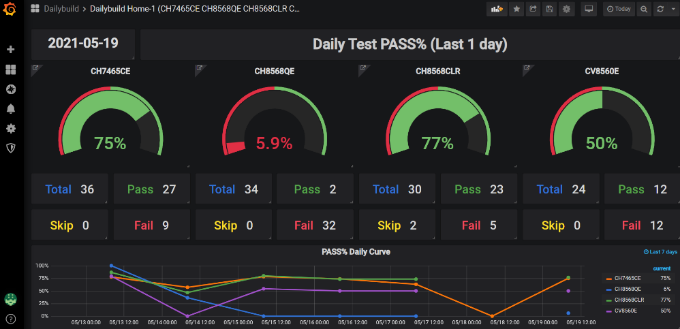 Dailybuild › Dailybuild Home-1 (CH7465CE CH8568QE CH8568CLR C...
Today
2021-05-19
Daily Test PASS% (Last 1 day)
CH7465CE
CH8568QE
CH8568CLR
CV8560E
75%
5.9%
77%
50%
Total 36
Pass 27
Total 34
Pass 2
Total 30
Pass 23
Total 24
Pass 12
Skip 0
Fail 9
Skip 0
Fail 32
Skip 2
Fail 5
Skip 0
Fail 12
PASS% Daily Curve
Last 7 days
100%
75%
50%
25%
0%
05/13 00:00 05/13 12:00 05/14 00:00 05/14 12:00 05/15 00:00 05/15 12:00 05/16 00:00 05/16 12:00 05/17 00:00 05/17 12:00 05/18 00:00 05/18 12:00 05/19 00:00 05/19 12:00
current
CH7465CE 75%
CH8568QE 6%
CH8568CLR 77%
CV8560E 50%